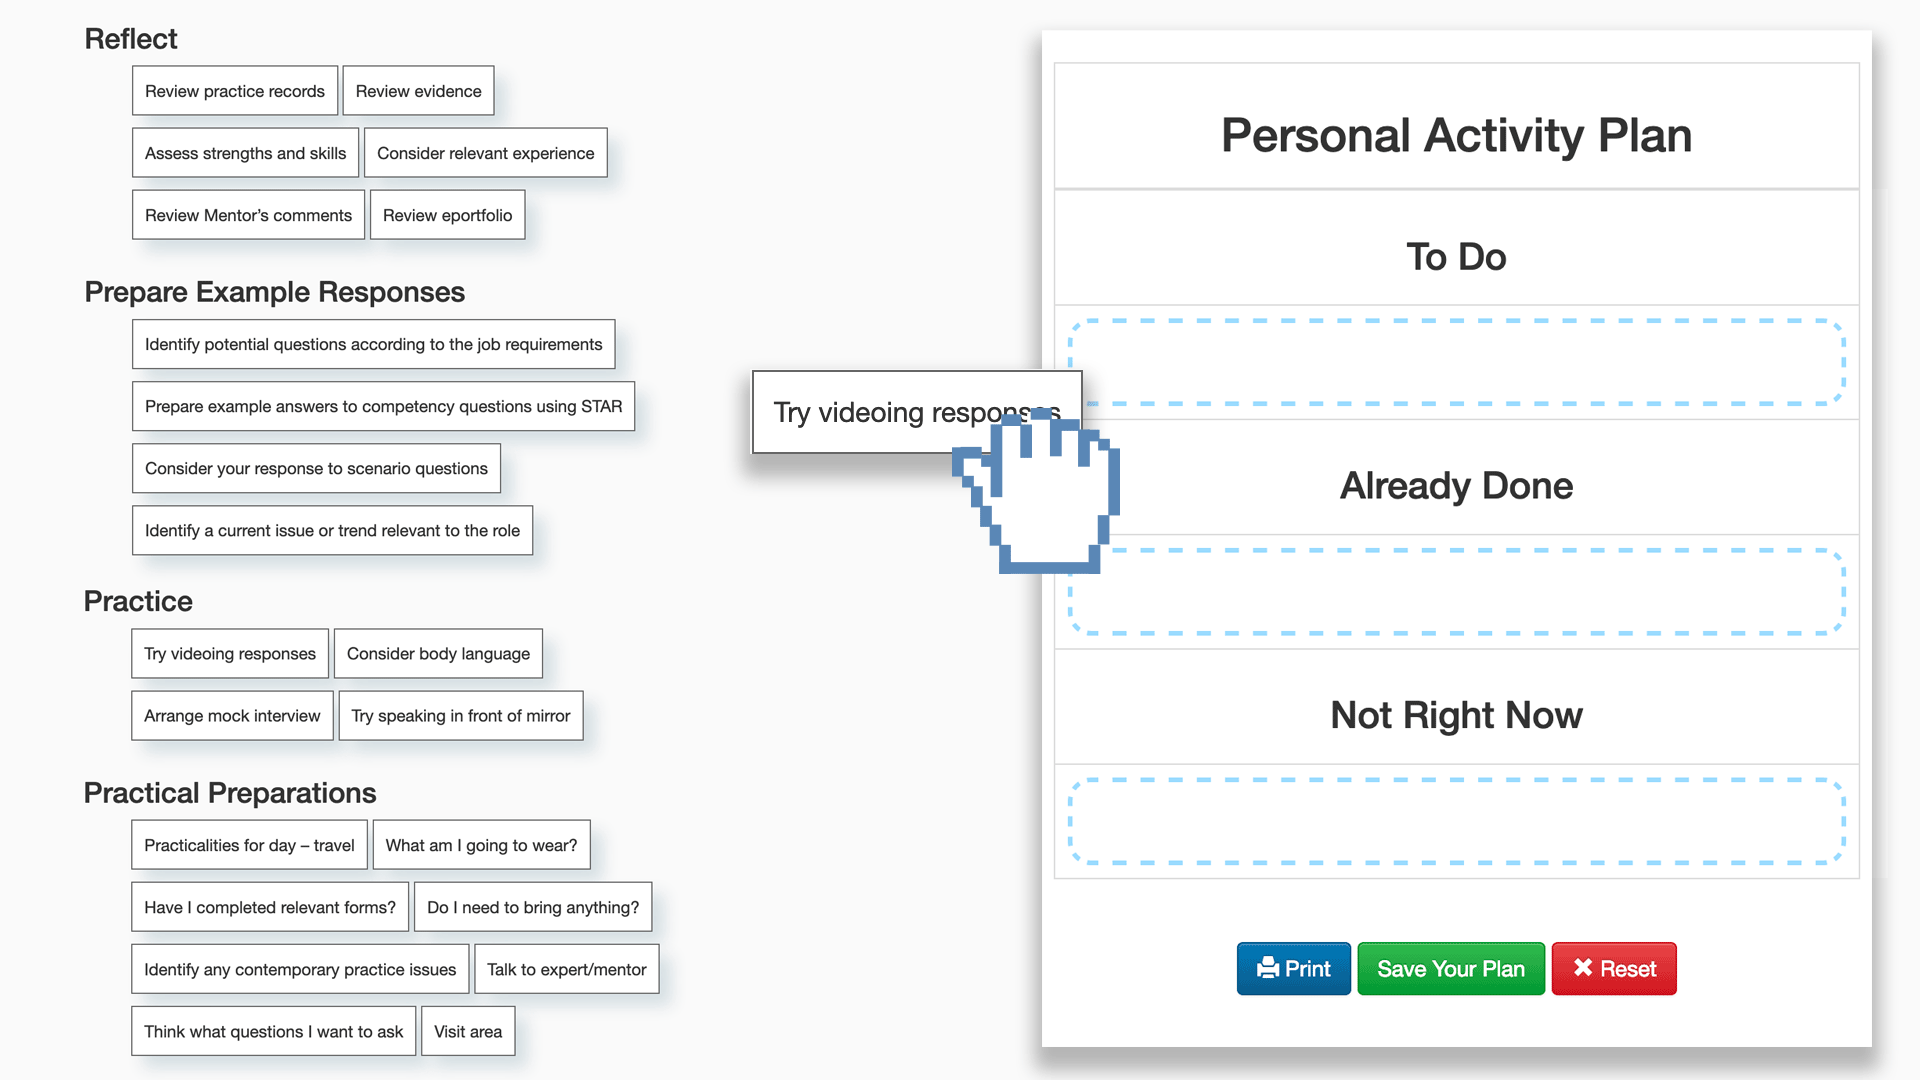 Reflect
Review practice records
Review evidence
Assess strengths and skills
Consider relevant experience
Review Mentor’s comments
Review eportfolio
Prepare Example Responses
Identify potential questions according to the job requirements
Prepare example answers to competency questions using STAR
Consider your response to scenario questions
Identify a current issue or trend relevant to the role
Practice
Try videoing responses
Consider body language
Arrange mock interview
Try speaking in front of mirror
Practical Preparations
Practicalities for day – travel
What am I going to wear?
Have I completed relevant forms?
Do I need to bring anything?
Identify any contemporary practice issues
Talk to expert/mentor
Think what questions I want to ask
Visit area
Try videoing responses
Personal Activity Plan
To Do
Already Done
Not Right Now
Print
Save Your Plan
Reset